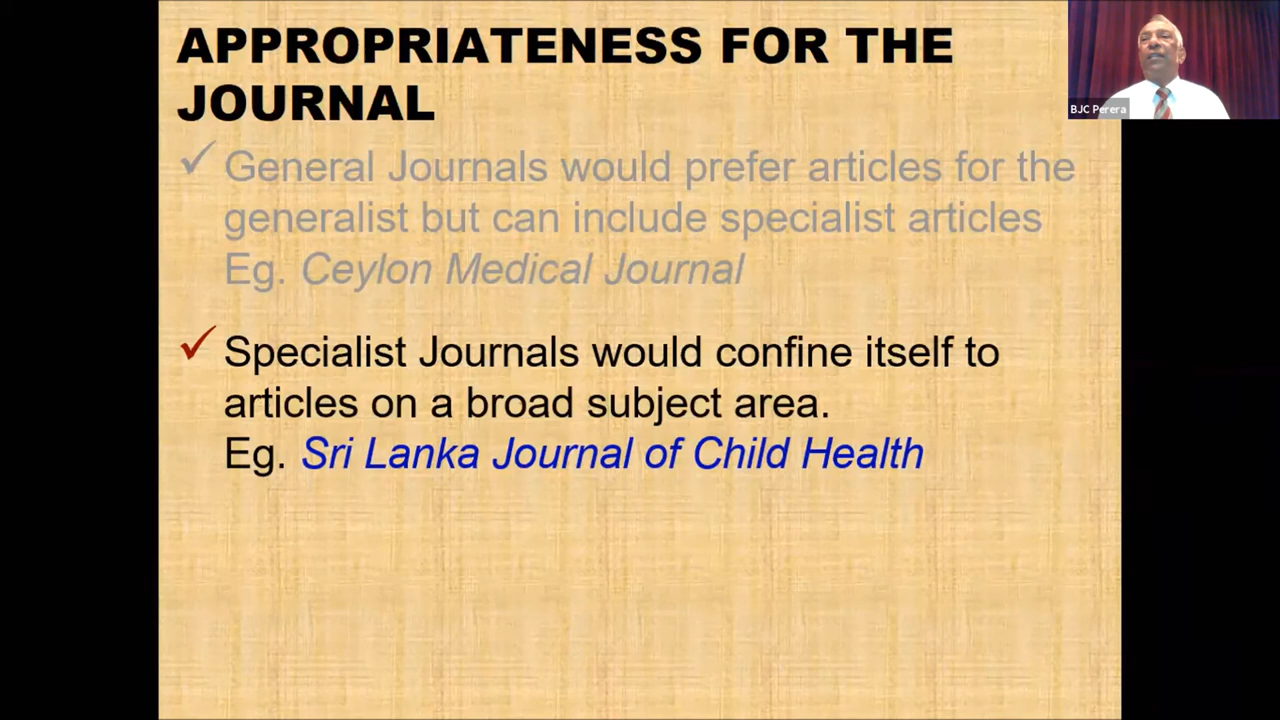 APPROPRIATENESS FOR THE
JOURNAL
BJC Perera
✓ General Journals would prefer articles for the
generalist but can include specialist articles
Eg. Ceylon Medical Journal
✓ Specialist Journals would confine itself to
articles on a broad subject area.
Eg. Sri Lanka Journal of Child Health